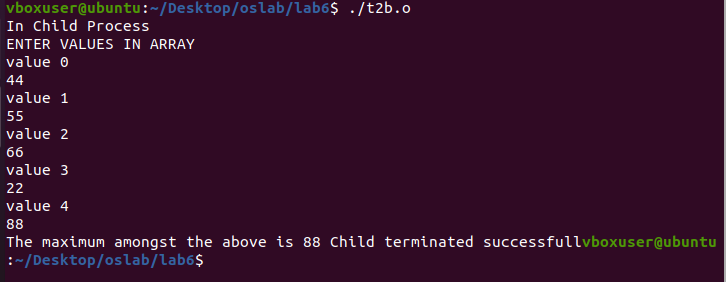 vboxuser@ubuntu:~/Desktop/oslab/lab6$ ./t2b.o
In Child Process
ENTER VALUES IN ARRAY
value 0
44
value 1
55
value 2
66
value 3
22
value 4
88
The maximum amongst the above is 88 Child terminated successfullvboxuser@ubuntu
:~/Desktop/oslab/lab6$